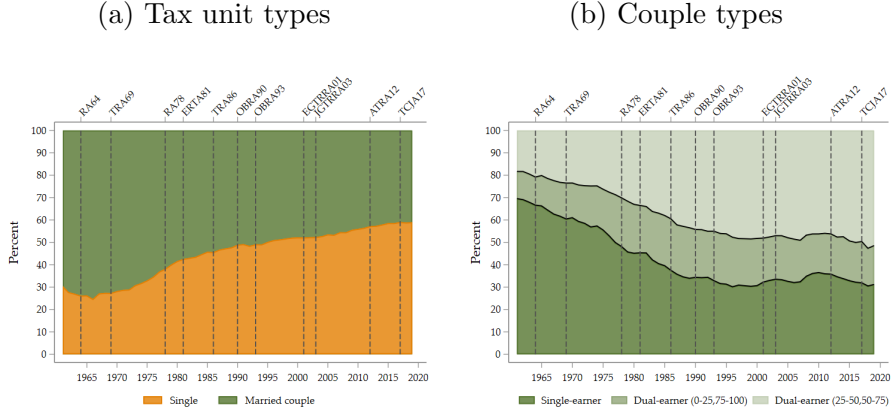 (a) Tax unit types
RA64 TRA69 RA78 ERTA81 TRA86 OBRA90 OBRA93 EGTRRA01 JGTRRA03 ATRA12 TCJA17
Percent
100
90
80
70
60
50
40
30
20
10
0
1965 1970 1975 1980 1985 1990 1995 2000 2005 2010 2015 2020
Single Married couple
(b) Couple types
RA64 TRA69 RA78 ERTA81 TRA86 OBRA90 OBRA93 EGTRRA01 JGTRRA03 ATRA12 TCJA17
Percent
100
90
80
70
60
50
40
30
20
10
0
1965 1970 1975 1980 1985 1990 1995 2000 2005 2010 2015 2020
Single-earner Dual-earner (0-25,75-100) Dual-earner (25-50,50-75)